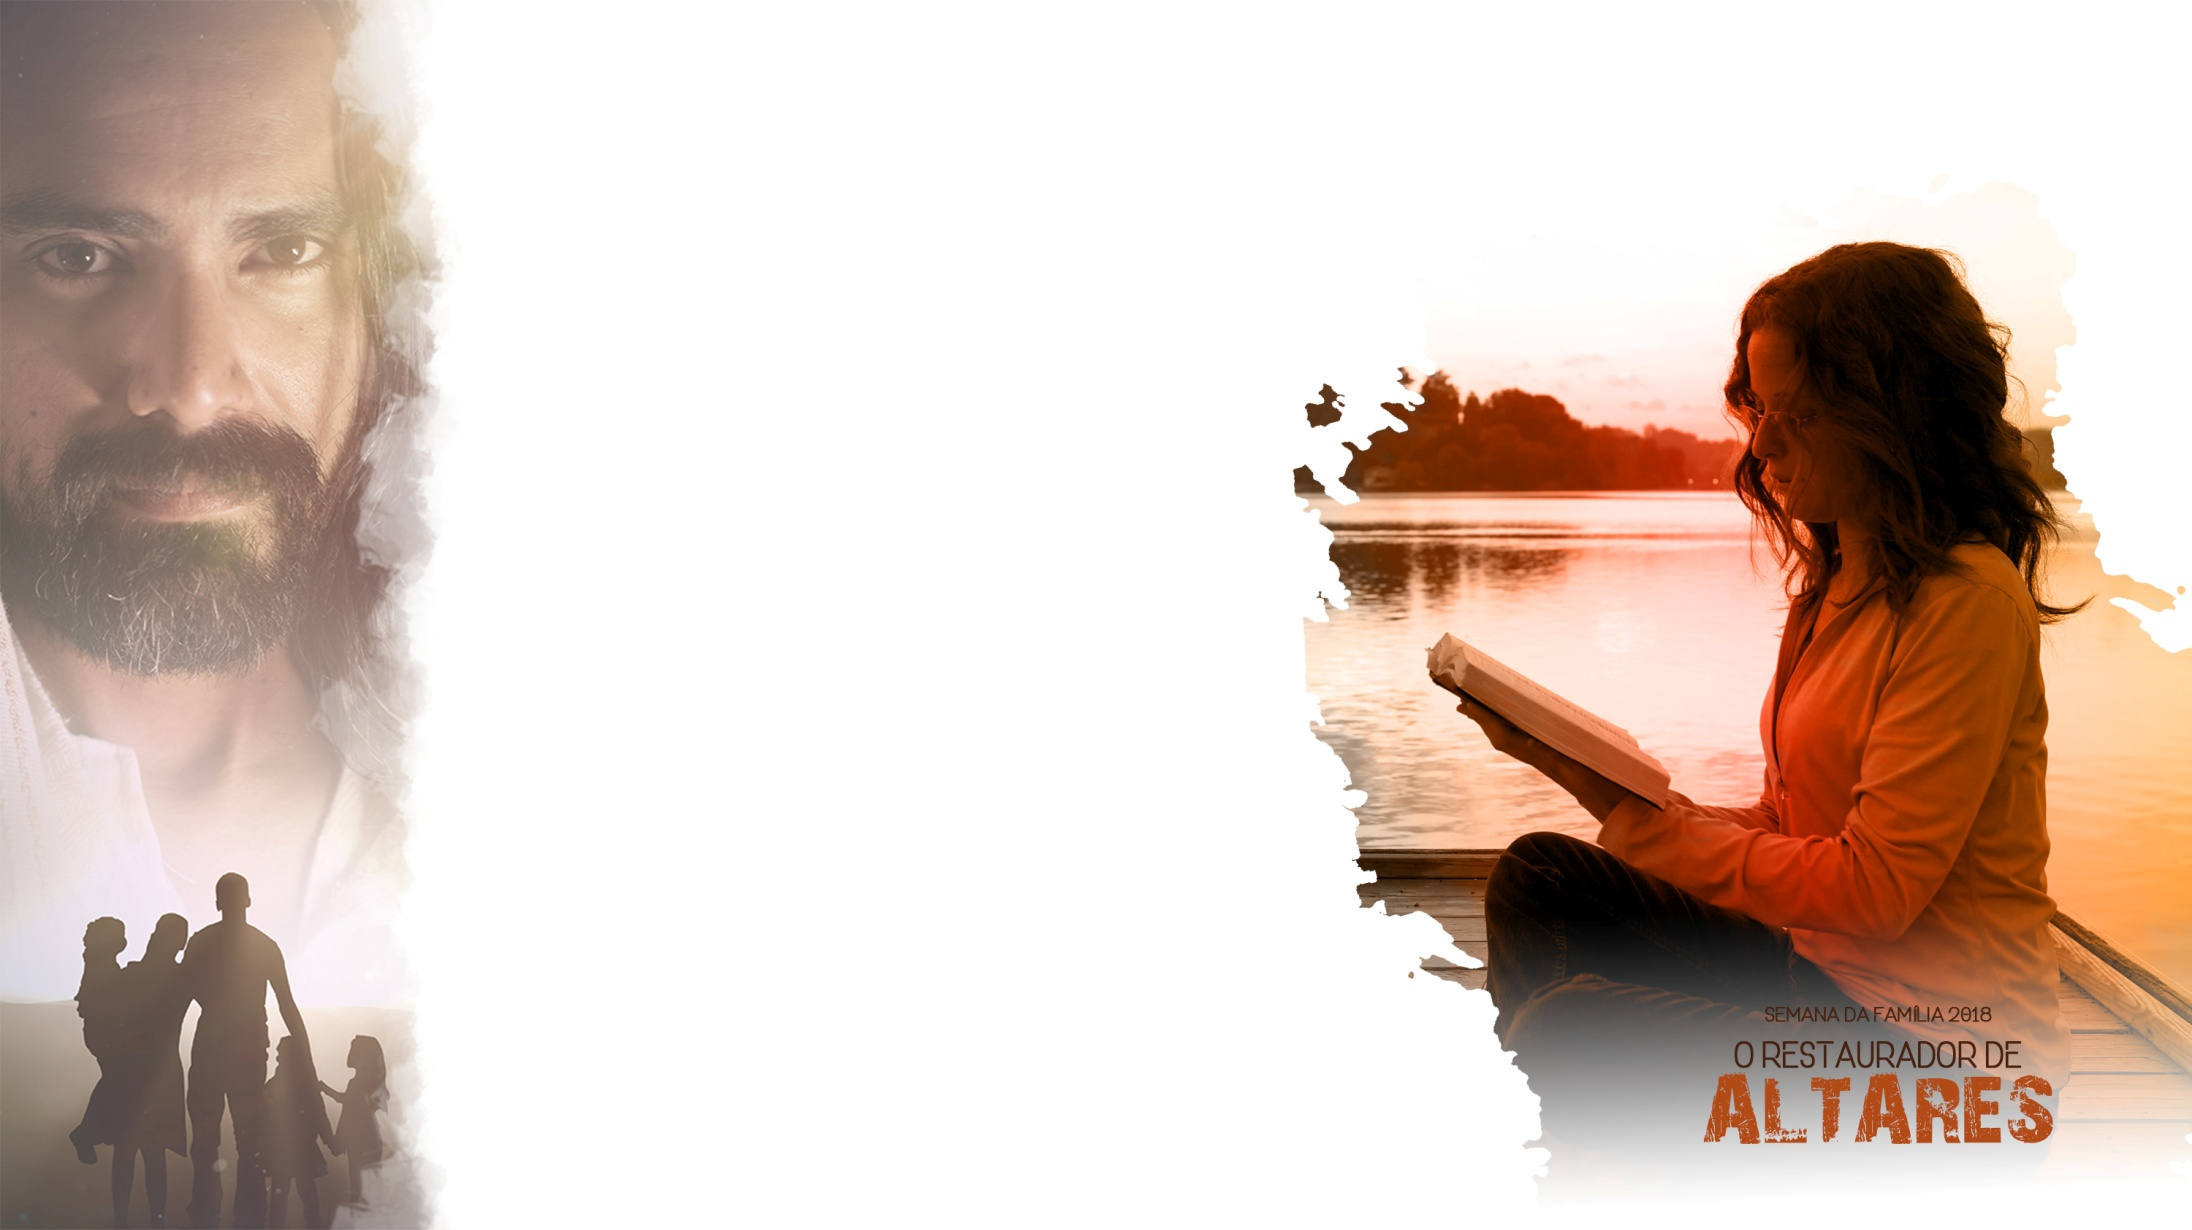 SEMANA DA FAMÍLIA 2018
O RESTAURADOR DE
ALTARES